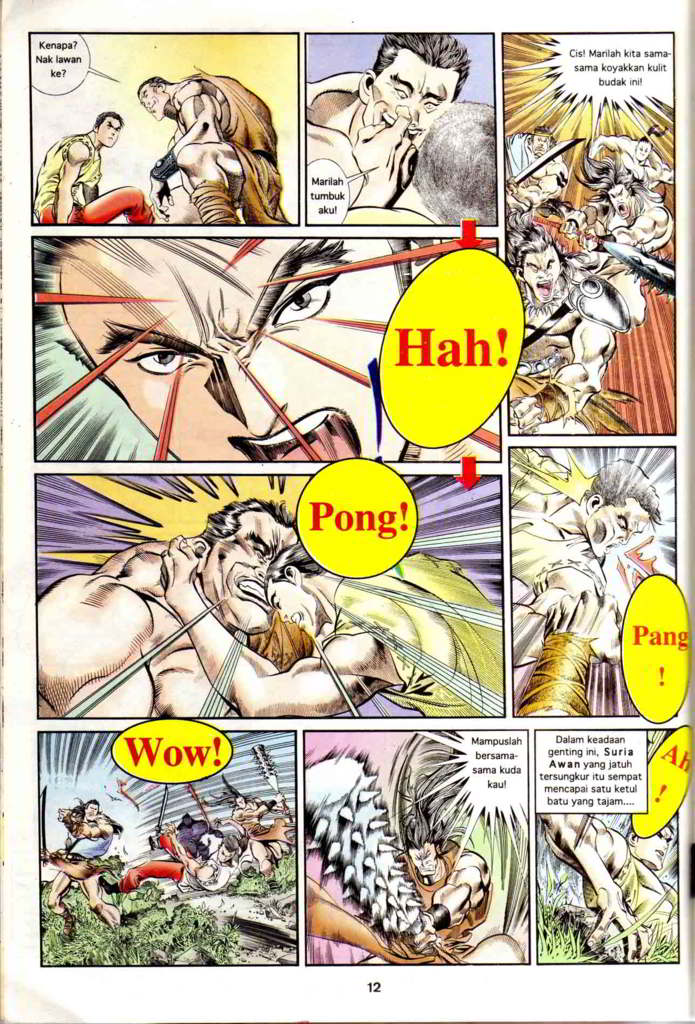 Kenapa?
Nak lawan
ke?
Marilah
tumbuk
aku!
Cis! Marilah kita sama-
sama koyakkan kulit
budak ini!
Hah!
Pong!
Pang
!
Wow!
Mampuslah
bersama-
sama kuda
kau!
Dalam keadaan
genting ini, Suria
Awan yang jatuh
tersungkur itu sempat
mencapai satu ketul
batu yang tajam....
Ah
!
12